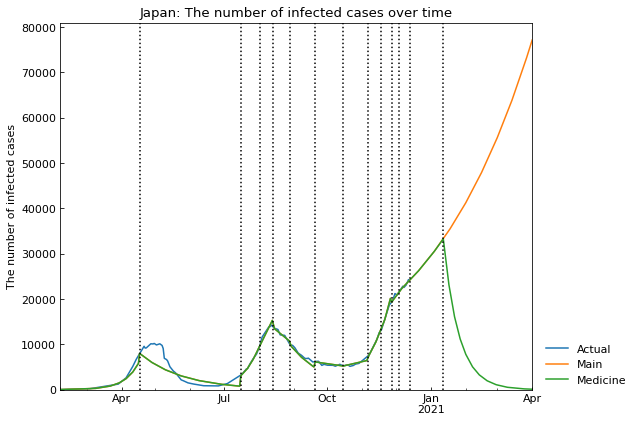 Japan: The number of infected cases over time
The number of infected cases
80000
70000
60000
50000
40000
30000
20000
10000
0
Apr
Jul
Oct
Jan
2021
Apr
Actual
Main
Medicine